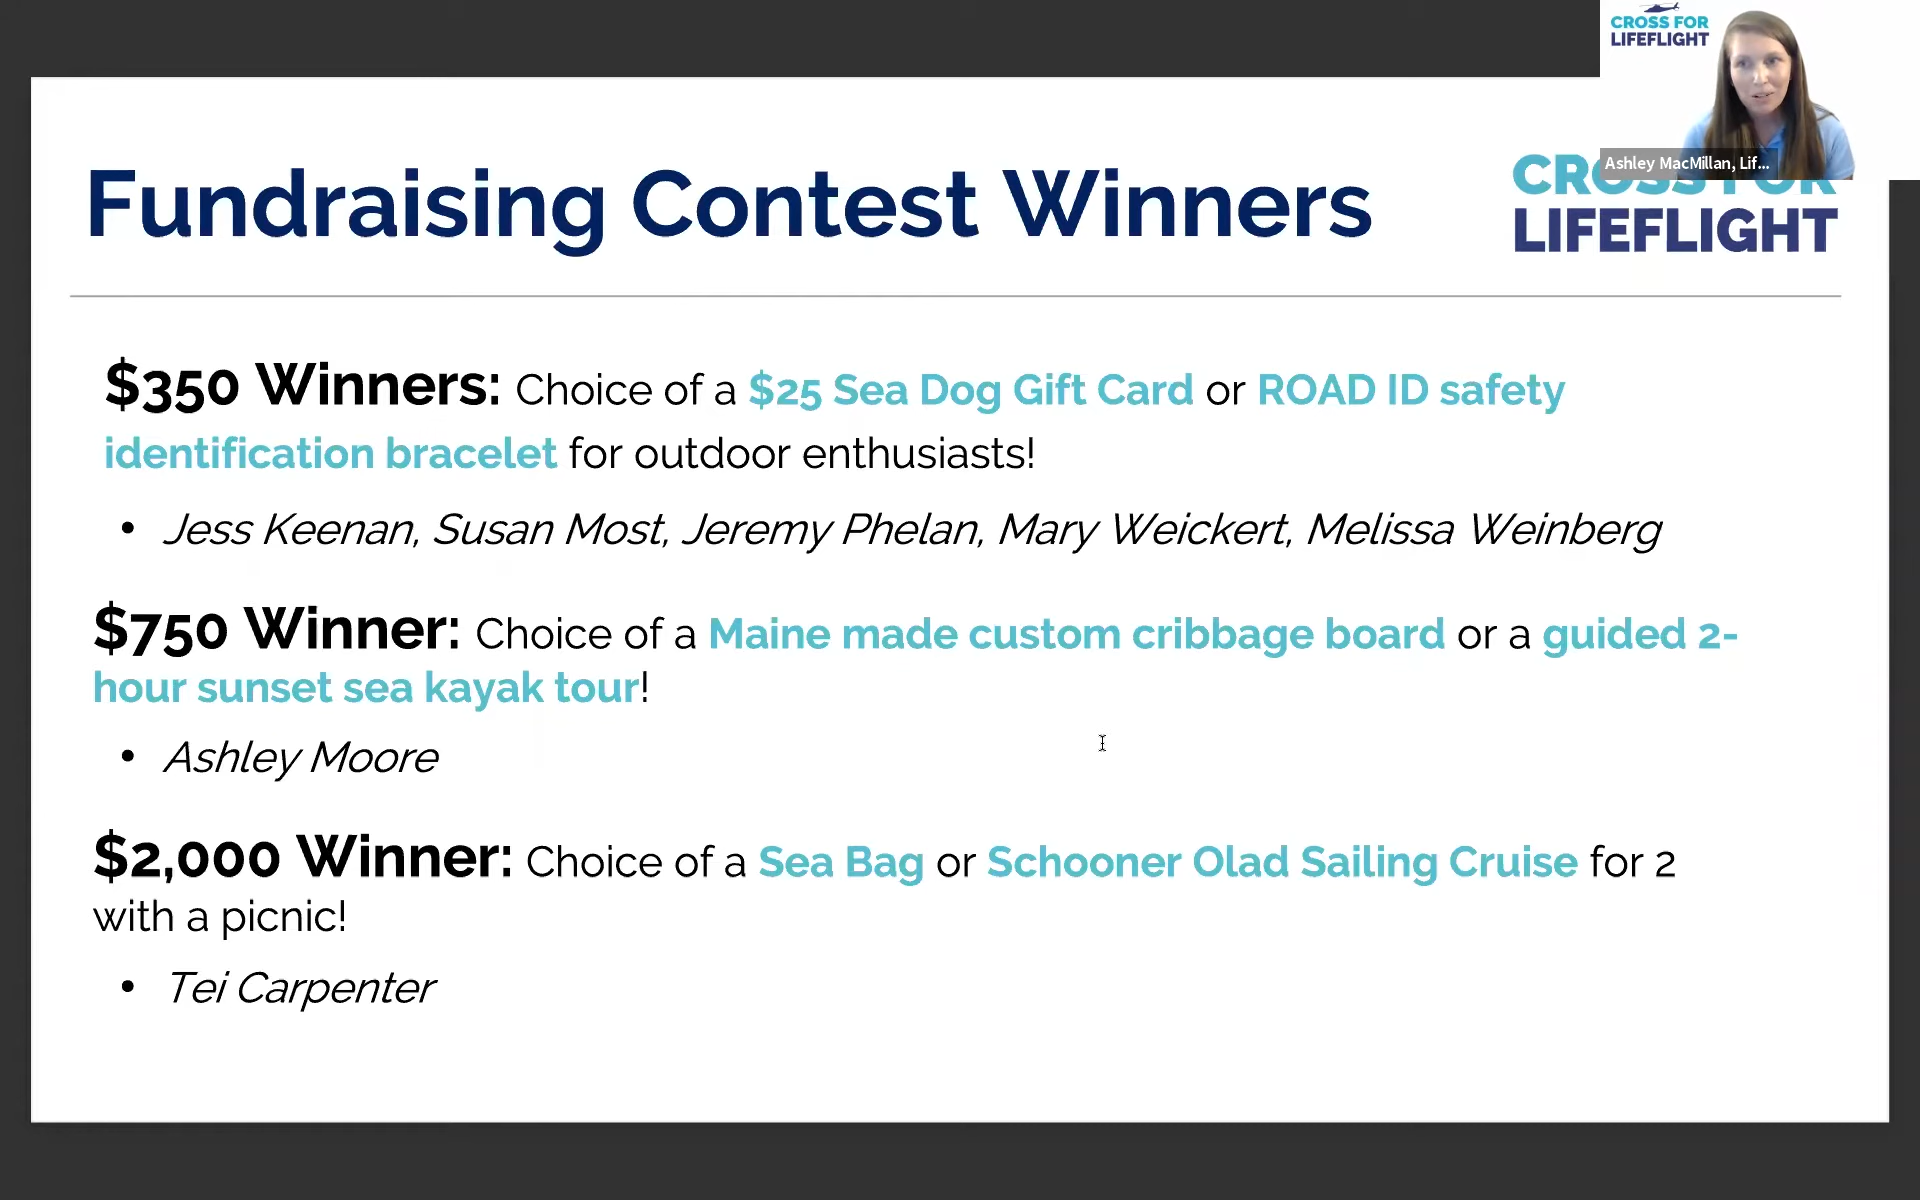 CROSS FOR
LIFEFLIGHT
Ashley MacMillan, Lif...
Fundraising Contest Winners
CROSS FOR
LIFEFLIGHT
$350 Winners: Choice of a $25 Sea Dog Gift Card or ROAD ID safety
identification bracelet for outdoor enthusiasts!
• Jess Keenan, Susan Most, Jeremy Phelan, Mary Weickert, Melissa Weinberg
$750 Winner: Choice of a Maine made custom cribbage board or a guided 2-
hour sunset sea kayak tour!
• Ashley Moore
$2,000 Winner: Choice of a Sea Bag or Schooner Olad Sailing Cruise for 2
with a picnic!
• Tei Carpenter